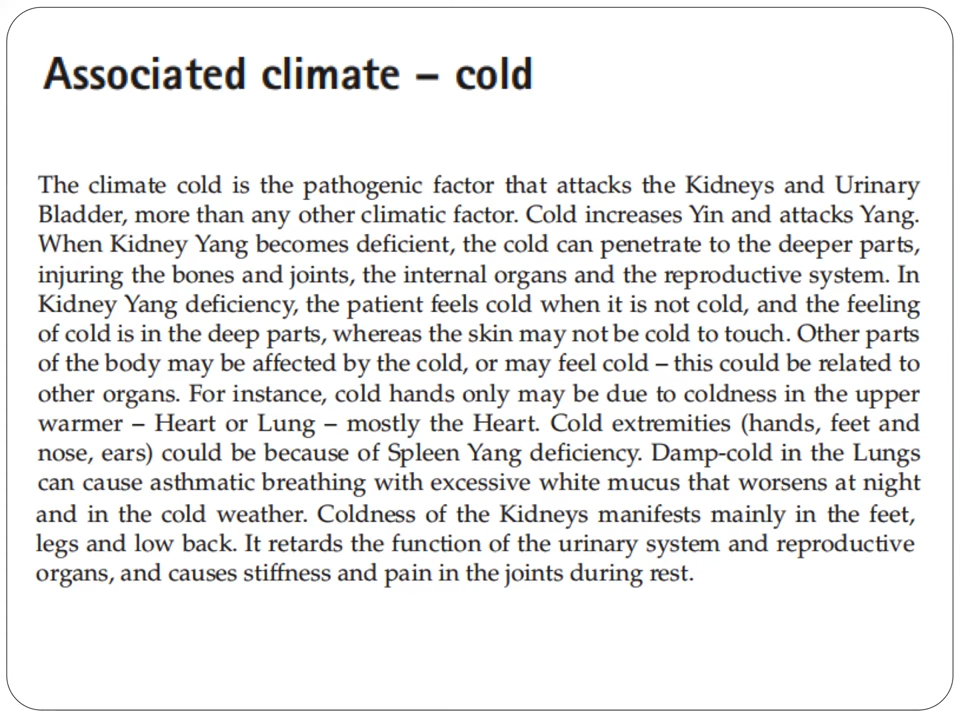 Associated climate – cold
The climate cold is the pathogenic factor that attacks the Kidneys and Urinary
Bladder, more than any other climatic factor. Cold increases Yin and attacks Yang.
When Kidney Yang becomes deficient, the cold can penetrate to the deeper parts,
injuring the bones and joints, the internal organs and the reproductive system. In
Kidney Yang deficiency, the patient feels cold when it is not cold, and the feeling
of cold is in the deep parts, whereas the skin may not be cold to touch. Other parts
of the body may be affected by the cold, or may feel cold – this could be related to
other organs. For instance, cold hands only may be due to coldness in the upper
warmer – Heart or Lung – mostly the Heart. Cold extremities (hands, feet and
nose, ears) could be because of Spleen Yang deficiency. Damp-cold in the Lungs
can cause asthmatic breathing with excessive white mucus that worsens at night
and in the cold weather. Coldness of the Kidneys manifests mainly in the feet,
legs and low back. It retards the function of the urinary system and reproductive
organs, and causes stiffness and pain in the joints during rest.